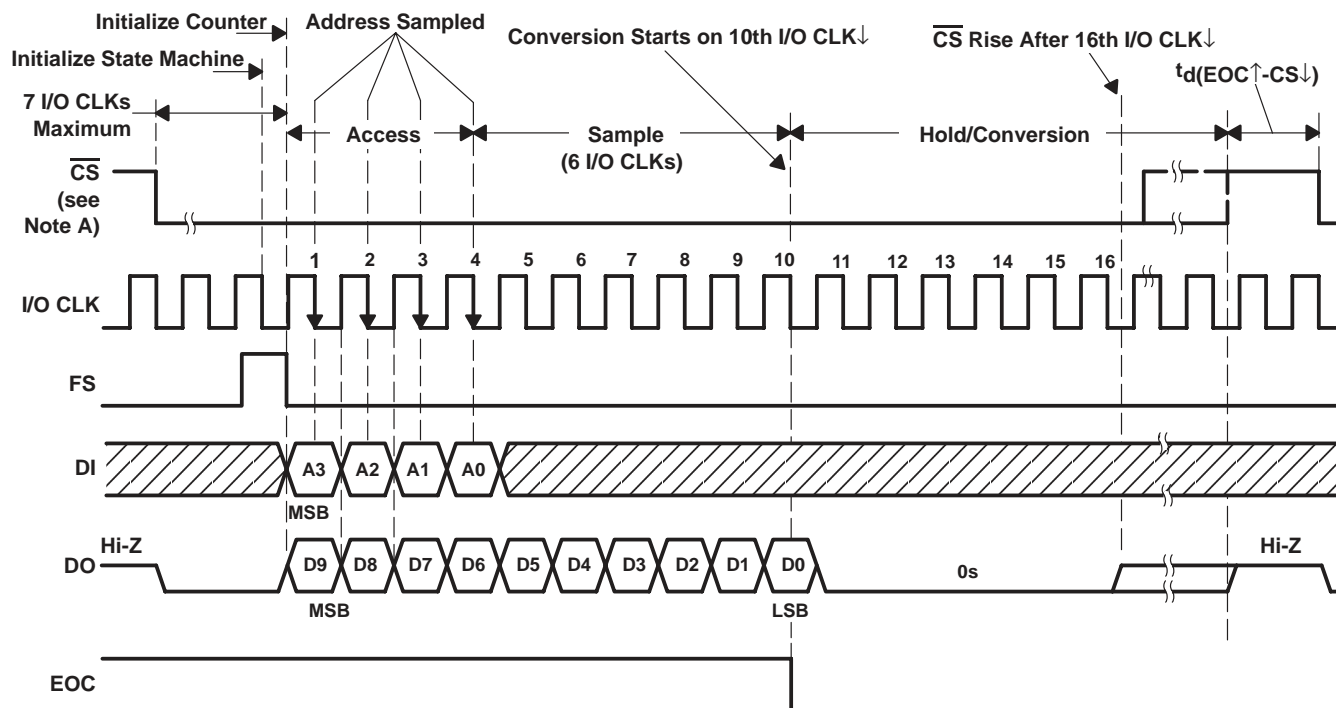 Initialize Counter
Address Sampled
Conversion Starts on 10th I/O CLK↓
CS Rise After 16th I/O CLK↓
Initialize State Machine
td(EOC↑-CS↓)
7 I/O CLKs
Maximum
Access
Sample
(6 I/O CLKs)
Hold/Conversion
CS
(see
Note A)
1 2 3 4 5 6 7 8 9 10 11 12 13 14 15 16
I/O CLK
FS
DI
A3 A2 A1 A0
MSB
Hi-Z
Hi-Z
DO
D9 D8 D7 D6 D5 D4 D3 D2 D1 D0
0s
MSB
LSB
EOC